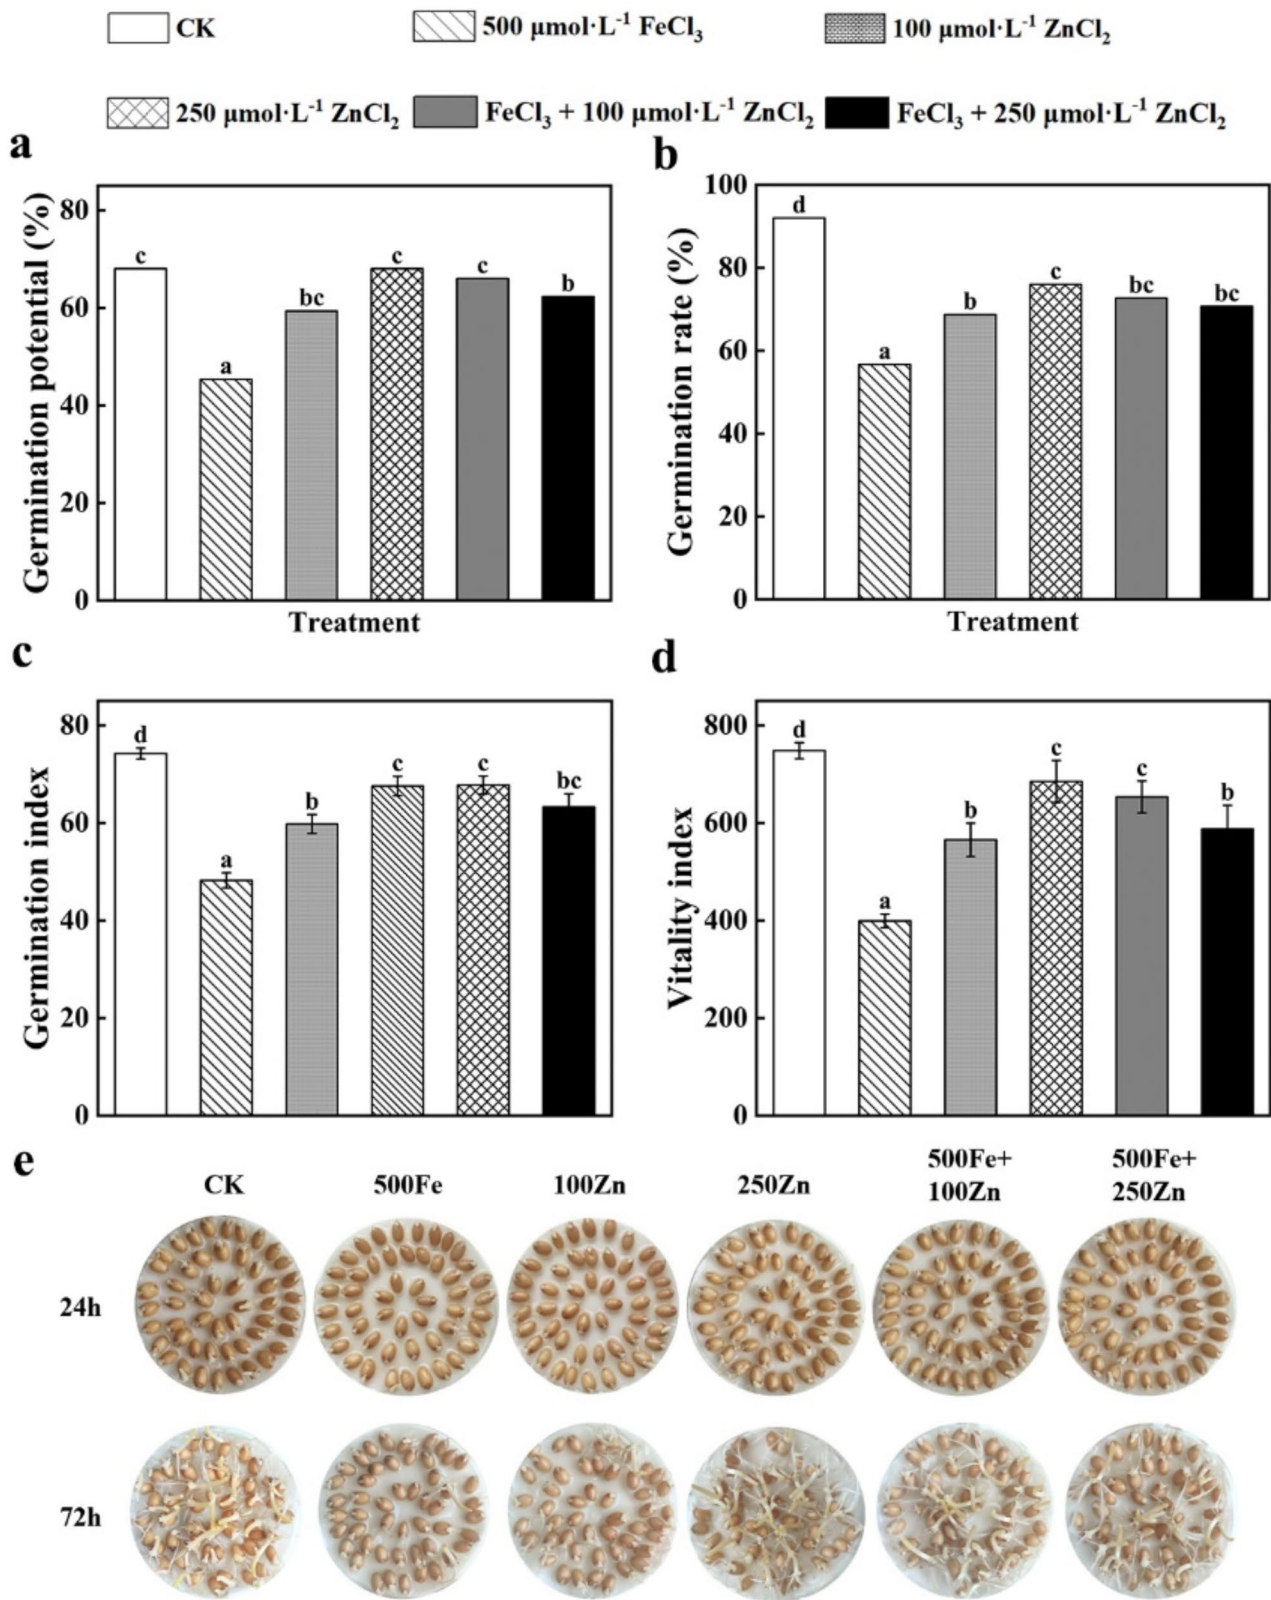 CK
500 μmol·L⁻¹ FeCl₃
100 μmol·L⁻¹ ZnCl₂
250 μmol·L⁻¹ ZnCl₂
FeCl₃ + 100 μmol·L⁻¹ ZnCl₂
FeCl₃ + 250 μmol·L⁻¹ ZnCl₂
a
Germination potential (%)
80
60
40
20
0
c
a
bc
c
c
b
Treatment
b
Germination rate (%)
100
80
60
40
20
0
d
a
b
c
bc
bc
Treatment
c
Germination index
80
60
40
20
0
d
a
b
c
c
bc
d
Vitality index
800
600
400
200
0
d
a
b
c
c
b
e
CK
500Fe
100Zn
250Zn
500Fe+
100Zn
500Fe+
250Zn
24h
72h